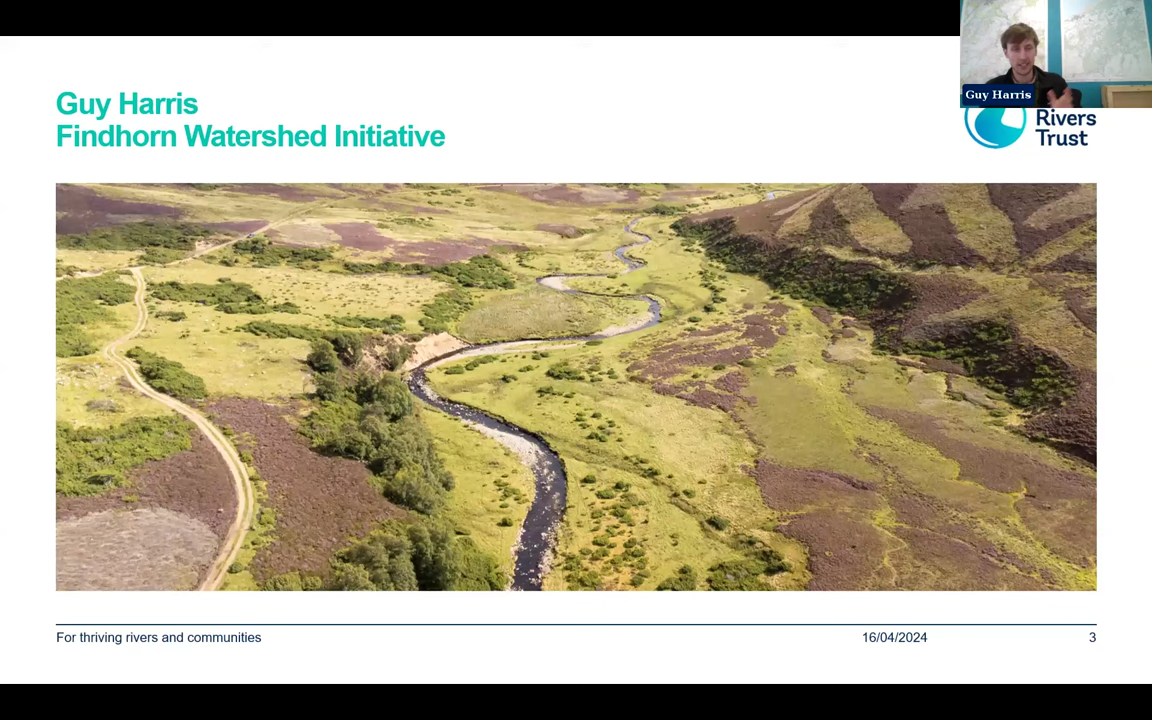 Guy Harris
Findhorn Watershed Initiative
Guy Harris
Rivers
Trust
For thriving rivers and communities
16/04/2024
3